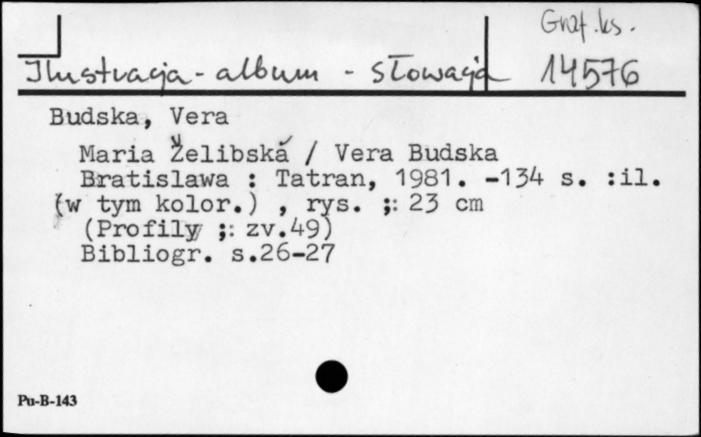 Graf.ks.
Ilustracja - album - Słowacja 14576
Budska, Vera
Maria Želibská / Vera Budska
Bratislawa : Tatran, 1981. -134 s. :il.
(w tym kolor.) , rys. ; 23 cm
(Profily ; zv.49)
Bibliogr. s.26-27
Pu-B-143